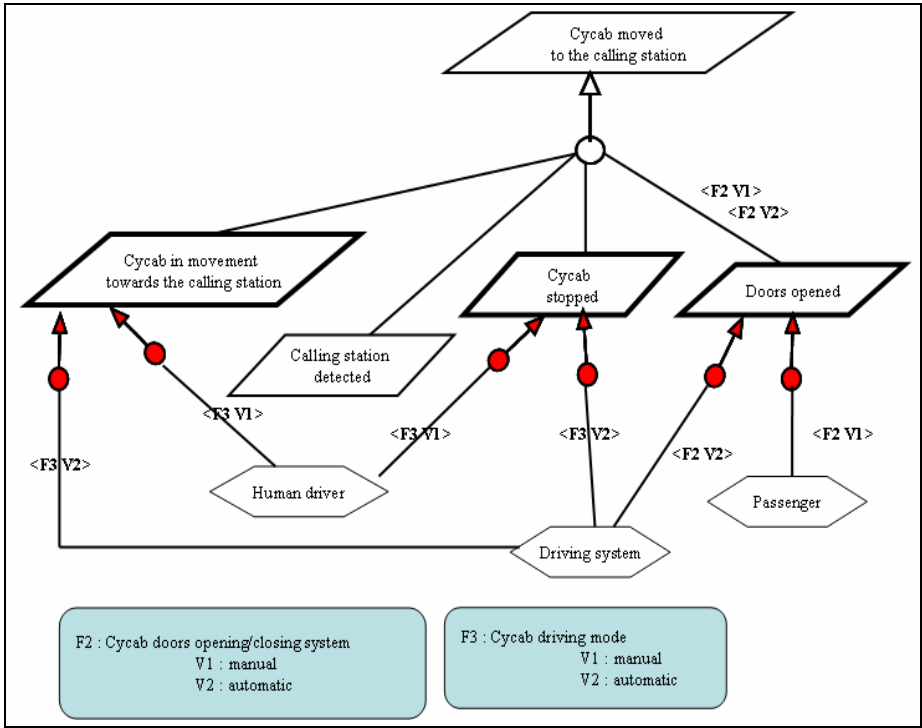 Cycab moved
to the calling station
<F2 V1>
<F2 V2>
Cycab in movement
towards the calling station
Cycab
stopped
Doors opened
Calling station
detected
<F3 V1>
<F3 V1>
<F3 V2>
<F2 V1>
<F3 V2>
<F2 V2>
Human driver
Passenger
Driving system
F2 : Cycab doors opening/closing system
V1 : manual
V2 : automatic
F3 : Cycab driving mode
V1 : manual
V2 : automatic